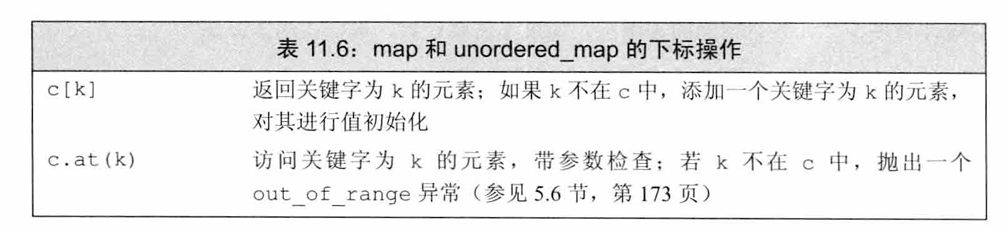 表 11.6：map 和 unordered_map 的下标操作
c[k] 返回关键字为 k 的元素；如果 k 不在 c 中，添加一个关键字为 k 的元素，
对其进行值初始化
c.at(k) 访问关键字为 k 的元素，带参数检查；若 k 不在 c 中，抛出一个
out_of_range 异常（参见 5.6 节，第 173 页）